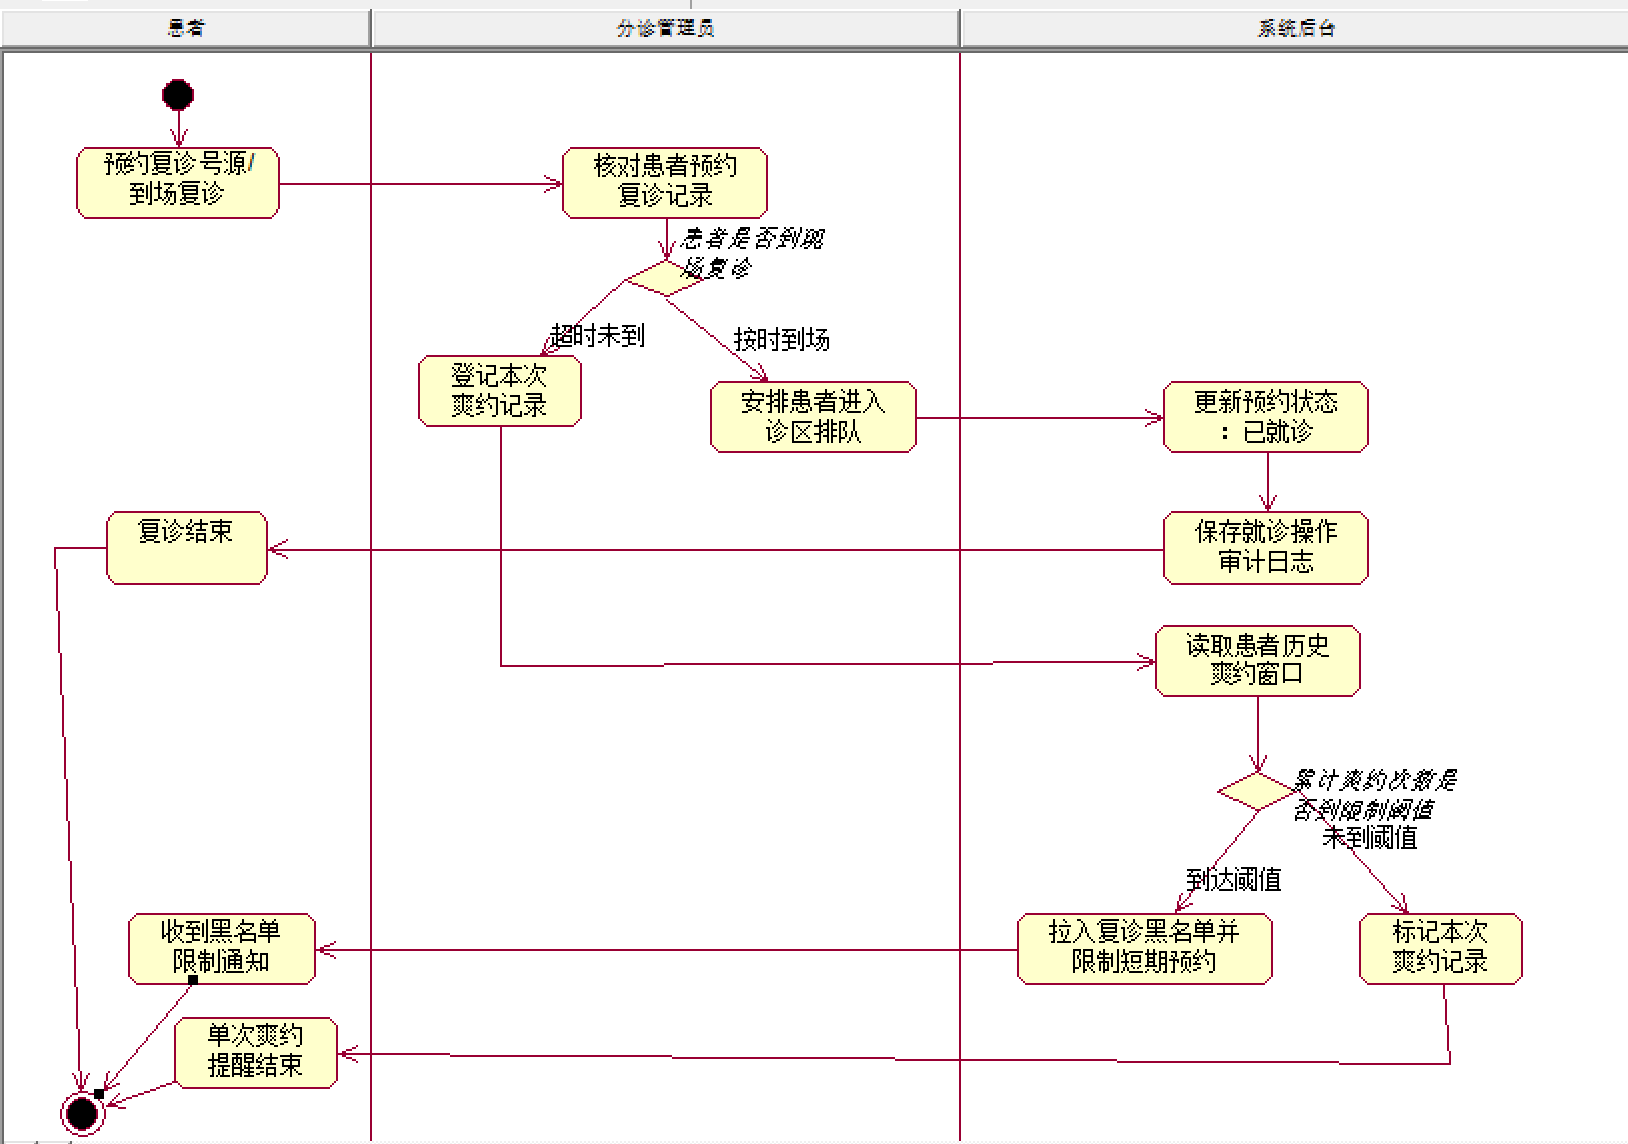 患者
分诊管理员
系统后台
预约复诊号源/
到场复诊
核对患者预约
复诊记录
患者是否到现
场复诊
超时未到
按时到场
登记本次
爽约记录
安排患者进入
诊区排队
更新预约状态
：已就诊
复诊结束
保存就诊操作
审计日志
读取患者历史
爽约窗口
累计爽约次数是
否到限制阈值
未到阈值
到达阈值
收到黑名单
限制通知
拉入复诊黑名单并
限制短期预约
标记本次
爽约记录
单次爽约
提醒结束